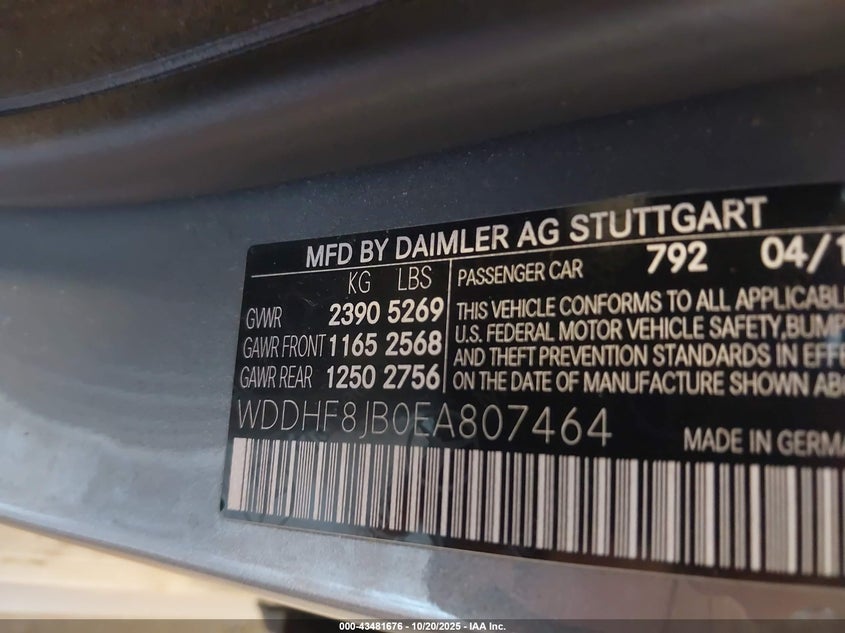 MFD BY DAIMLER AG STUTTGART
KG LBS
PASSENGER CAR 792 04/1
GVWR 2390 5269
GAWR FRONT 1165 2568
GAWR REAR 1250 2756
THIS VEHICLE CONFORMS TO ALL APPLICABL
U.S. FEDERAL MOTOR VEHICLE SAFETY, BUMP
AND THEFT PREVENTION STANDARDS IN EFF
ON THE DATE OF MANUFACTURE SHOWN AB
WDDHF8JB0EA807464
MADE IN GERMA
000-43481676 - 10/20/2025 - IAA Inc.